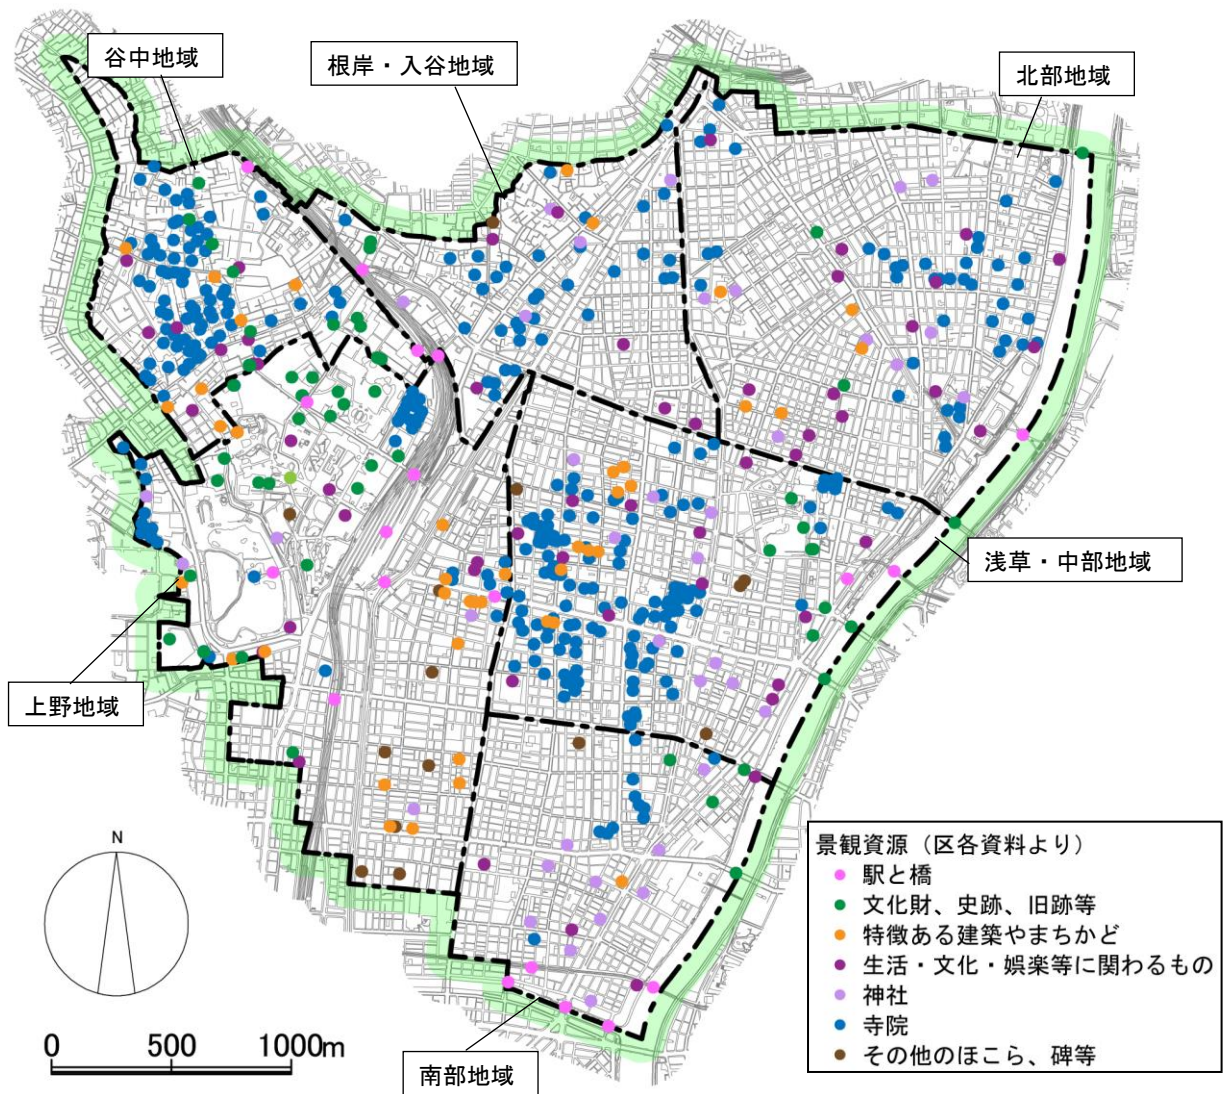 谷中地域
根岸・入谷地域
北部地域
浅草・中部地域
上野地域
南部地域
N
0 500 1000m
景観資源（区各資料より）
駅と橋
文化財、史跡、旧跡等
特徴ある建築やまちかど
生活・文化・娯楽等に関わるもの
神社
寺院
その他のほこら、碑等